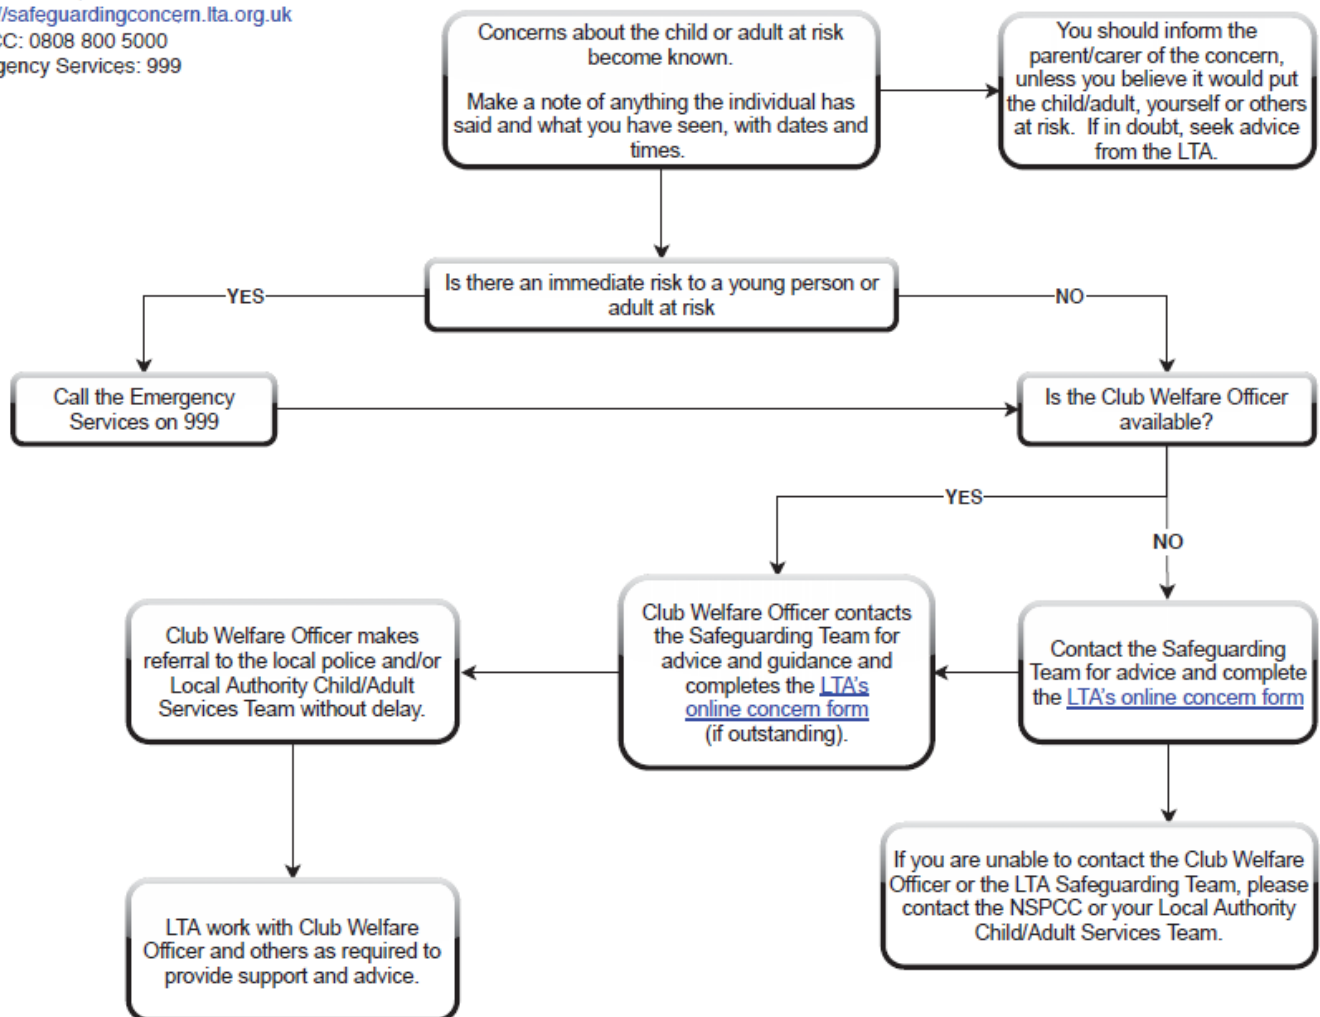 //safeguardingconcern.lta.org.uk
CC: 0808 800 5000
gency Services: 999
Concerns about the child or adult at risk
become known.
Make a note of anything the individual has
said and what you have seen, with dates and
times.
You should inform the
parent/carer of the concern,
unless you believe it would put
the child/adult, yourself or others
at risk. If in doubt, seek advice
from the LTA.
Is there an immediate risk to a young person or
adult at risk
YES
NO
Call the Emergency
Services on 999
Is the Club Welfare Officer
available?
YES
NO
Club Welfare Officer makes
referral to the local police and/or
Local Authority Child/Adult
Services Team without delay.
Club Welfare Officer contacts
the Safeguarding Team for
advice and guidance and
completes the LTA's
online concern form
(if outstanding).
Contact the Safeguarding
Team for advice and complete
the LTA's online concern form
LTA work with Club Welfare
Officer and others as required to
provide support and advice.
If you are unable to contact the Club Welfare
Officer or the LTA Safeguarding Team, please
contact the NSPCC or your Local Authority
Child/Adult Services Team.